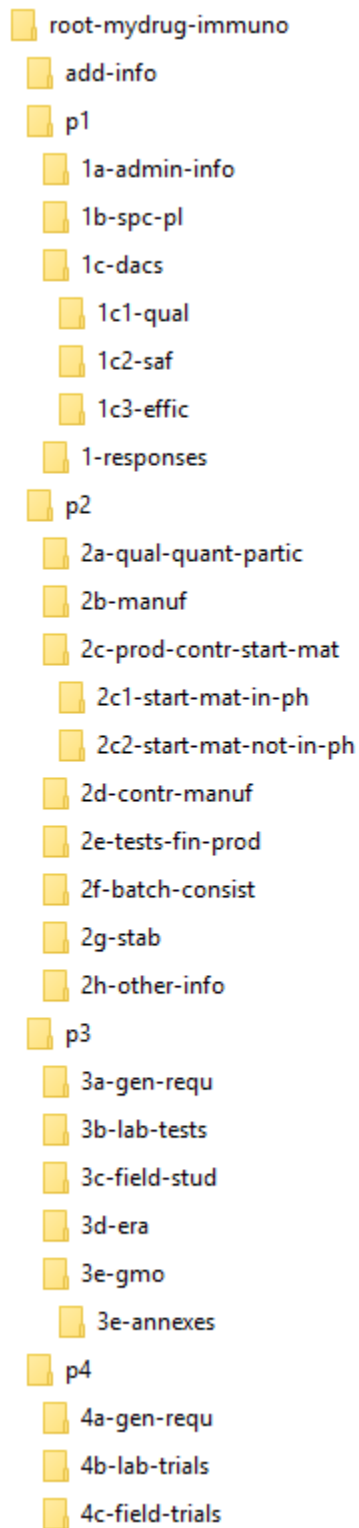 root-mydrug-immuno
add-info
p1
1a-admin-info
1b-spc-pl
1c-dacs
1c1-qual
1c2-saf
1c3-effic
1-responses
p2
2a-qual-quant-partic
2b-manuf
2c-prod-contr-start-mat
2c1-start-mat-in-ph
2c2-start-mat-not-in-ph
2d-contr-manuf
2e-tests-fin-prod
2f-batch-consist
2g-stab
2h-other-info
p3
3a-gen-requ
3b-lab-tests
3c-field-stud
3d-era
3e-gmo
3e-annexes
p4
4a-gen-requ
4b-lab-trials
4c-field-trials